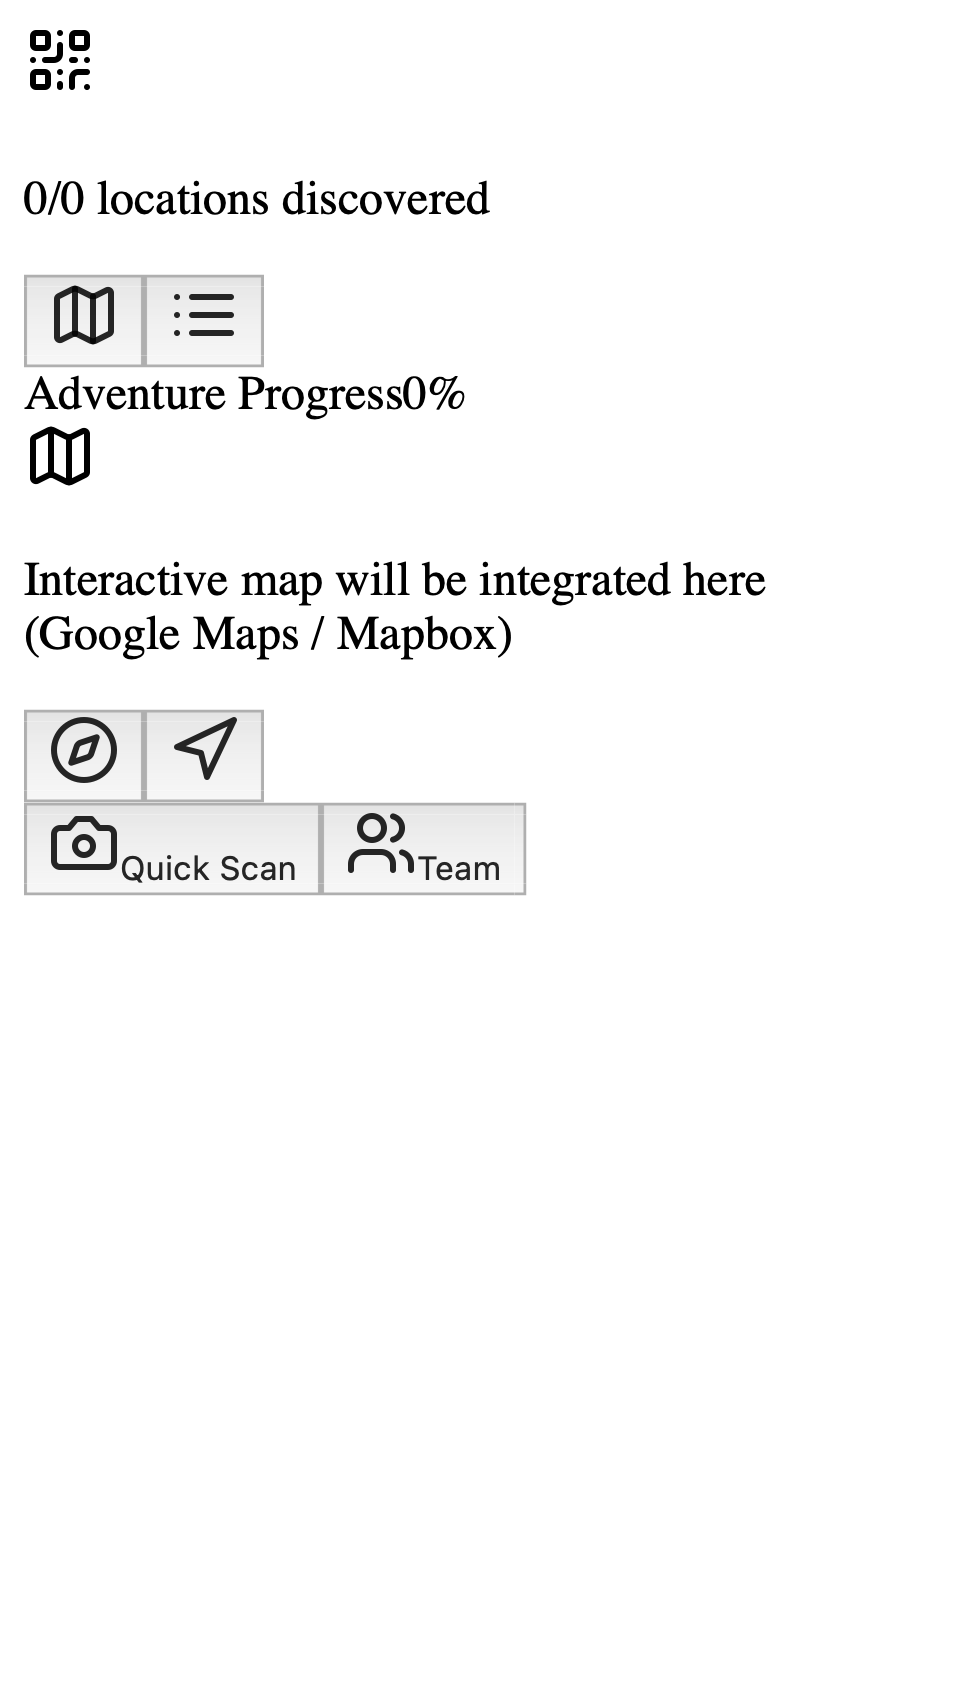 0/0 locations discovered
Adventure Progress0%
Interactive map will be integrated here
(Google Maps / Mapbox)
Quick Scan Team